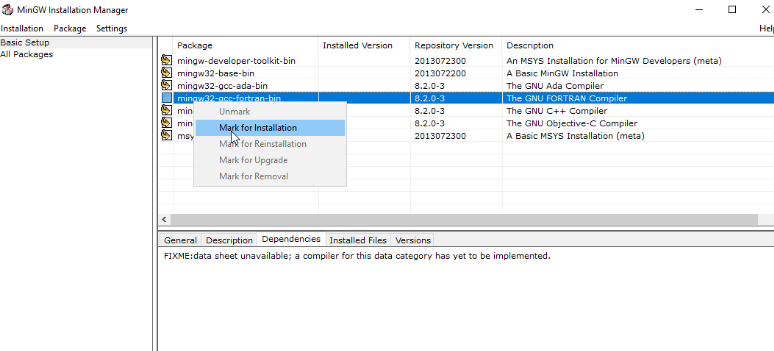 MinGW Installation Manager
Installation Package Settings Help
Basic Setup
All Packages
Package Installed Version Repository Version Description
mingw-developer-toolkit-bin 2013072300 An MSYS Installation for MinGW Developers (meta)
mingw32-base-bin 2013072200 A Basic MinGW Installation
mingw32-gcc-ada-bin 8.2.0-3 The GNU Ada Compiler
mingw32-gcc-fortran-bin 8.2.0-3 The GNU FORTRAN Compiler
min 8.2.0-3 The GNU C++ Compiler
min 8.2.0-3 The GNU Objective-C Compiler
msy 2013072300 A Basic MSYS Installation (meta)
Unmark
Mark for Installation
Mark for Reinstallation
Mark for Upgrade
Mark for Removal
General Description Dependencies Installed Files Versions
FIXME:data sheet unavailable; a compiler for this data category has yet to be implemented.